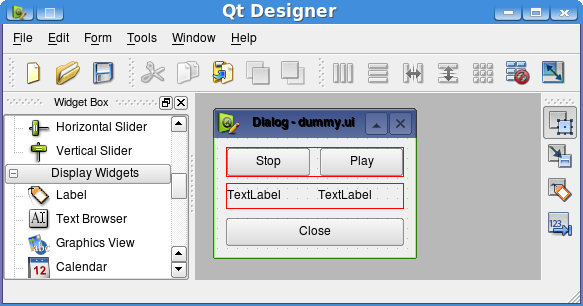 Qt Designer
File Edit Form Tools Window Help
Widget Box
Horizontal Slider
Vertical Slider
Display Widgets
Label
Text Browser
Graphics View
Calendar
Dialog - dummy.ui
Stop Play
TextLabel TextLabel
Close